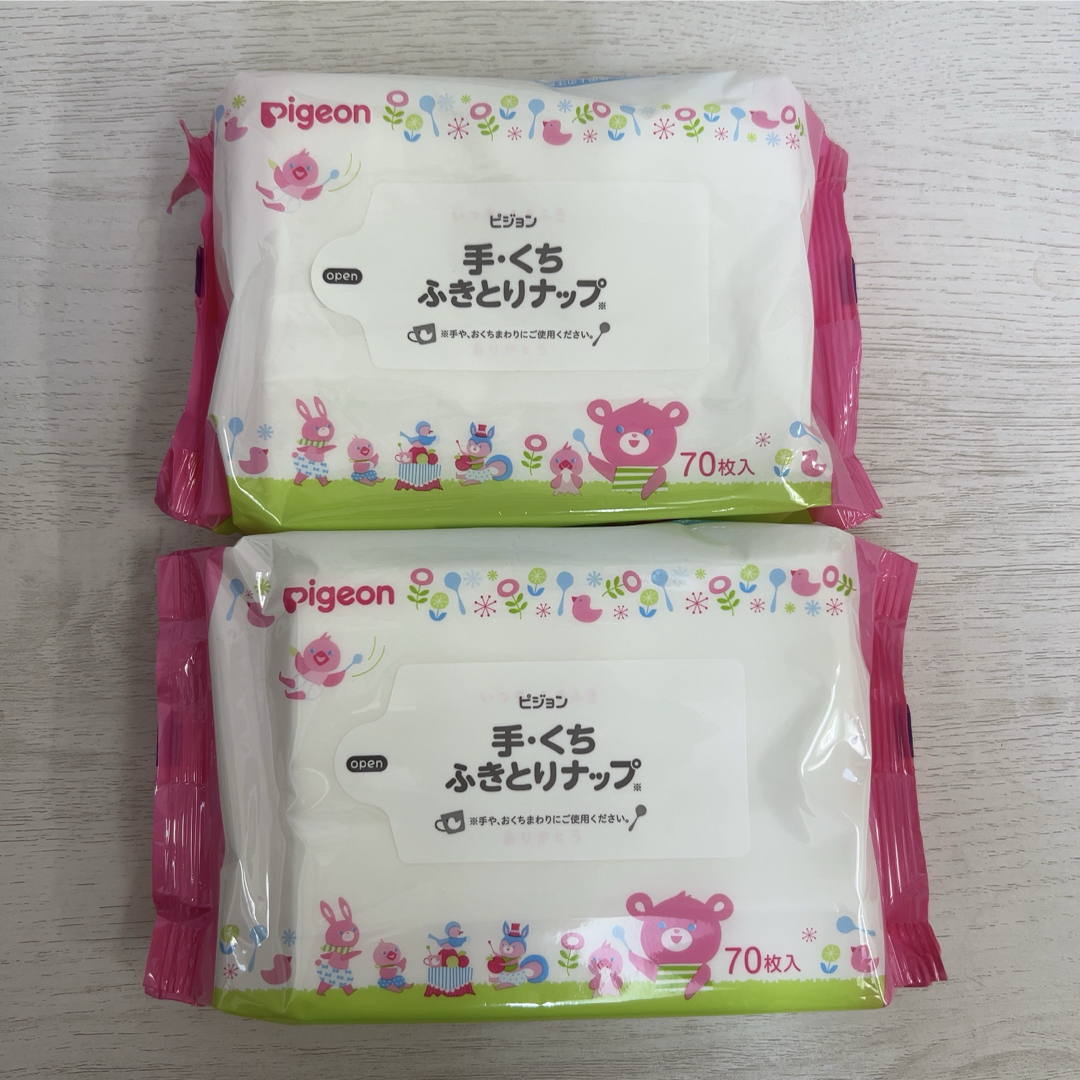 Pigeon
ピジョン
手・くち
open
ふきとりナップ※
※手や、おくちまわりにご使用ください。
70枚入
Pigeon
ピジョン
手・くち
open
ふきとりナップ※
※手や、おくちまわりにご使用ください。
70枚入